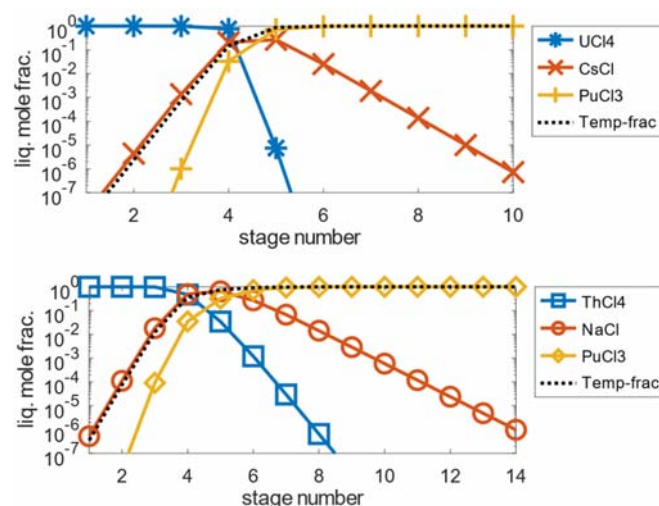 10^0
10^-1
10^-2
10^-3
10^-4
10^-5
10^-6
10^-7
liq. mole frac.
2 4 6 8 10
stage number
UCl4
CsCl
PuCl3
Temp-frac
10^0
10^-1
10^-2
10^-3
10^-4
10^-5
10^-6
10^-7
liq. mole frac.
2 4 6 8 10 12 14
stage number
ThCl4
NaCl
PuCl3
Temp-frac